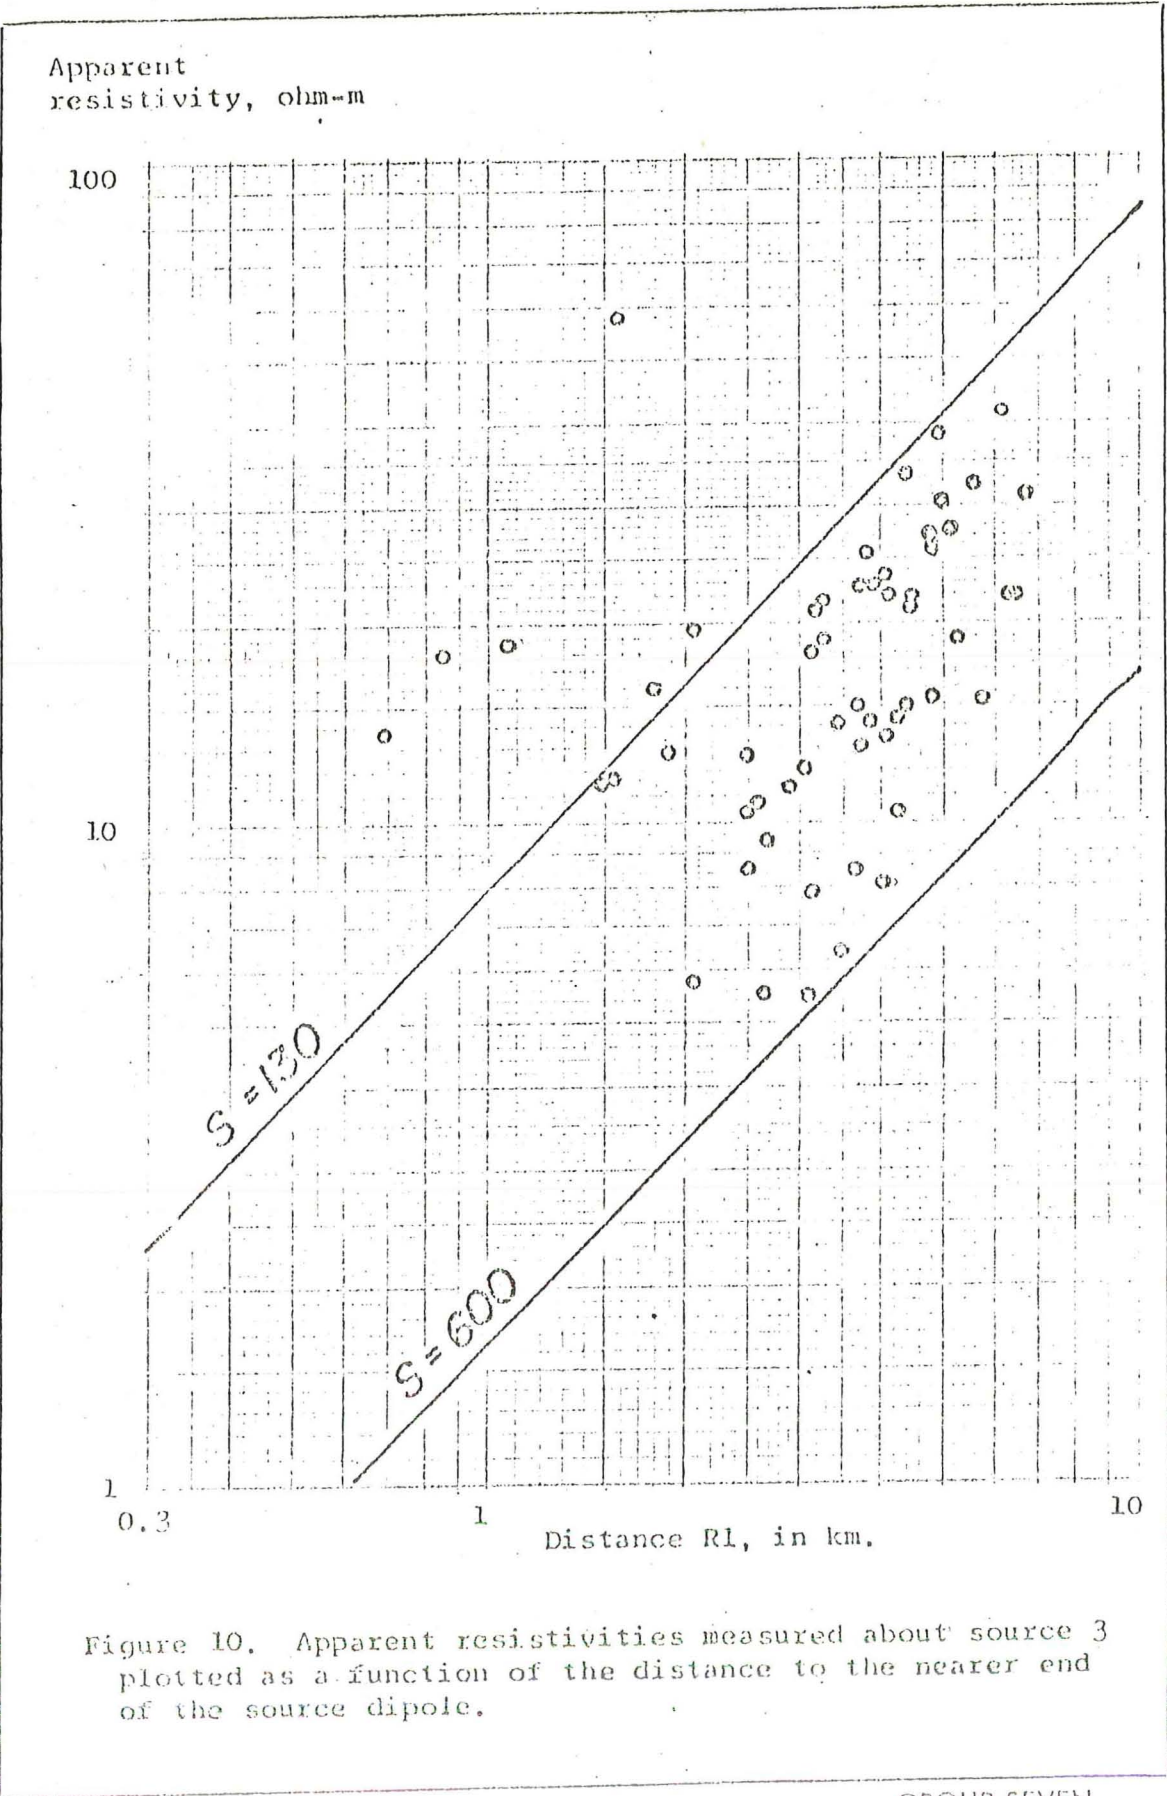 Apparent
resistivity, ohm-m
100
10
1
S=130
S=600
0.3
1
10
Distance R1, in km.
Figure 10. Apparent resistivities measured about source 3
plotted as a function of the distance to the nearer end
of the source dipole.
GROUP SEVEN